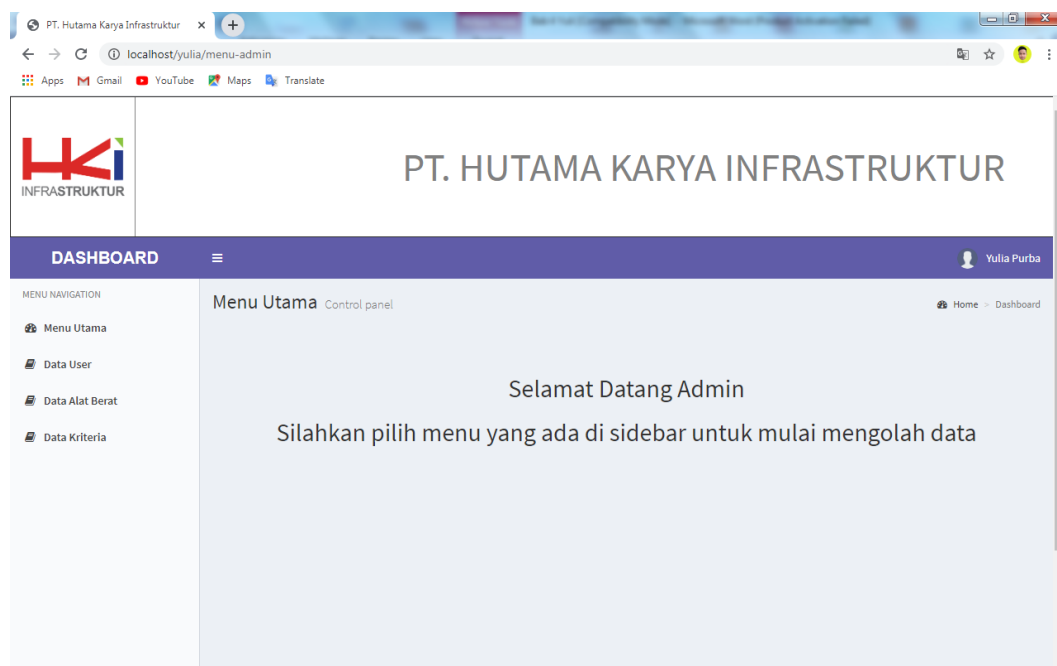 PT. Hutama Karya Infrastruktur
localhost/yulia/menu-admin
Apps Gmail YouTube Maps Translate
HKi
INFRASTRUKTUR
PT. HUTAMA KARYA INFRASTRUKTUR
DASHBOARD
Yulia Purba
MENU NAVIGATION
Menu Utama
Data User
Data Alat Berat
Data Kriteria
Menu Utama Control panel
Home > Dashboard
Selamat Datang Admin
Silahkan pilih menu yang ada di sidebar untuk mulai mengolah data